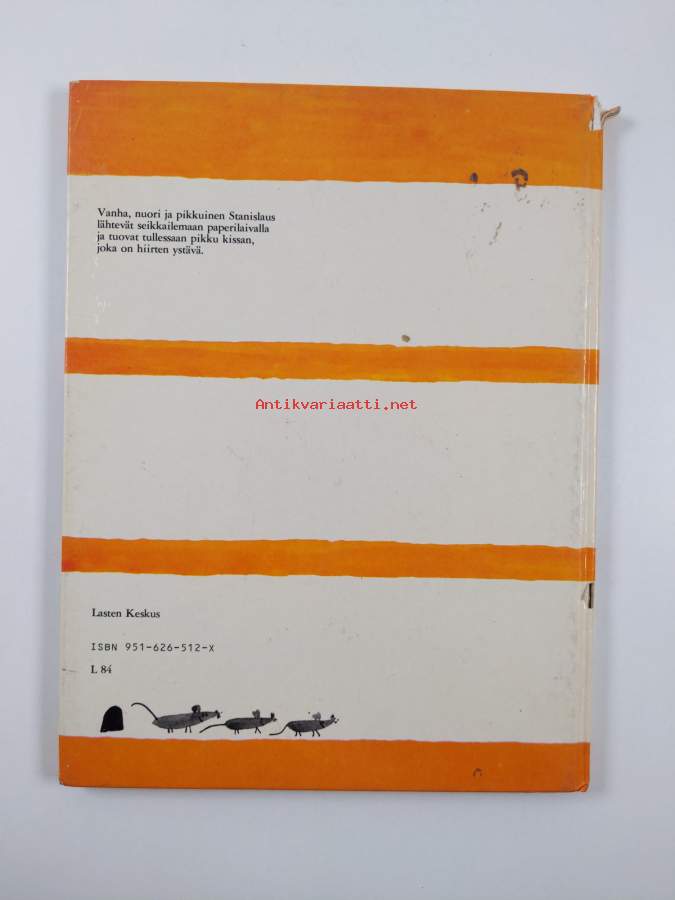 Vanha, nuori ja pikkuinen Stanislaus
lähtevät seikkailemaan paperilaivalla
ja tuovat tullessaan pikku kissan,
joka on hiirten ystävä.
Antikvariaatti.net
Lasten Keskus
ISBN 951-626-512-X
L 84